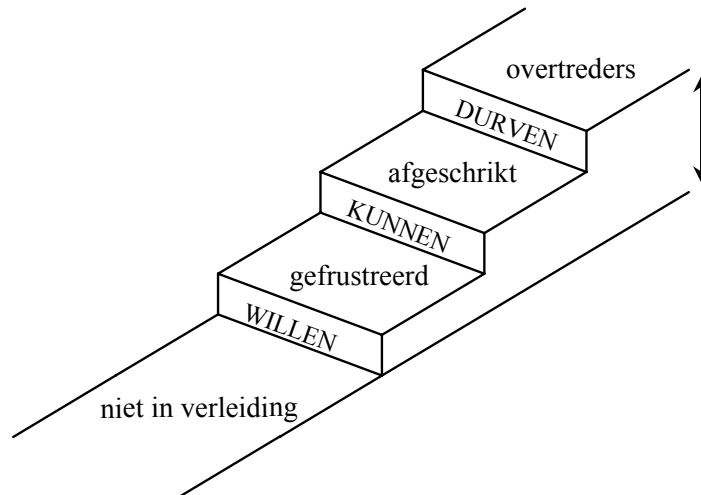 overtreders
DURVEN
afgeschrikt
KUNNEN
gefrustreerd
WILLEN
niet in verleiding